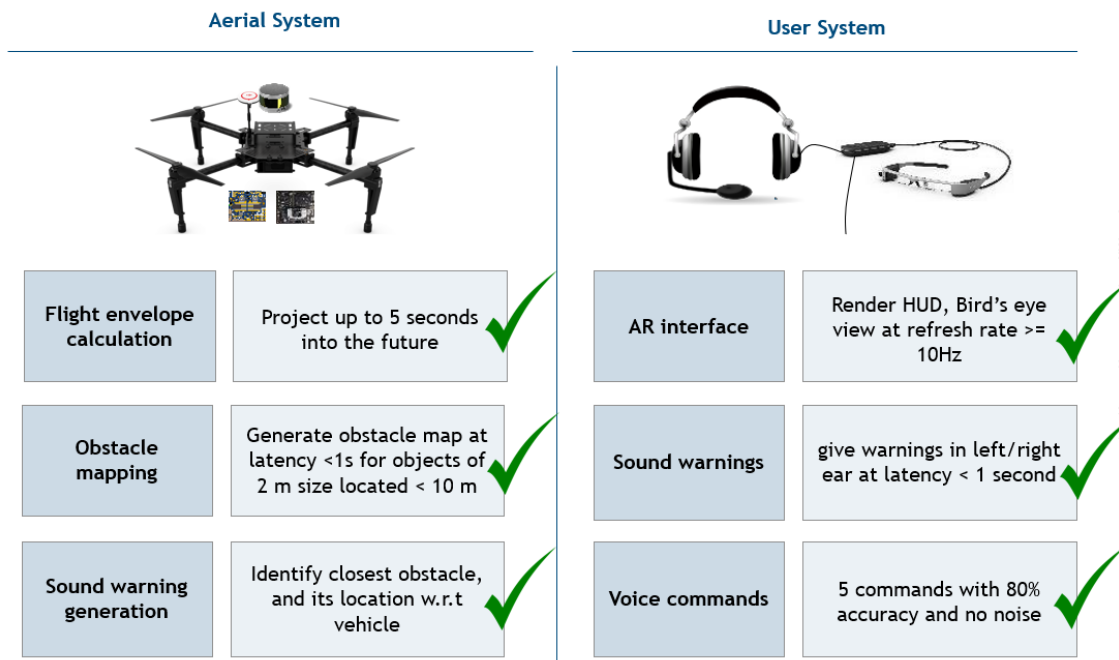 Aerial System
User System
Flight envelope
calculation
Project up to 5 seconds
into the future
Obstacle
mapping
Generate obstacle map at
latency <1s for objects of
2 m size located < 10 m
Sound warning
generation
Identify closest obstacle,
and its location w.r.t
vehicle
AR interface
Render HUD, Bird’s eye
view at refresh rate >=
10Hz
Sound warnings
give warnings in left/right
ear at latency < 1 second
Voice commands
5 commands with 80%
accuracy and no noise